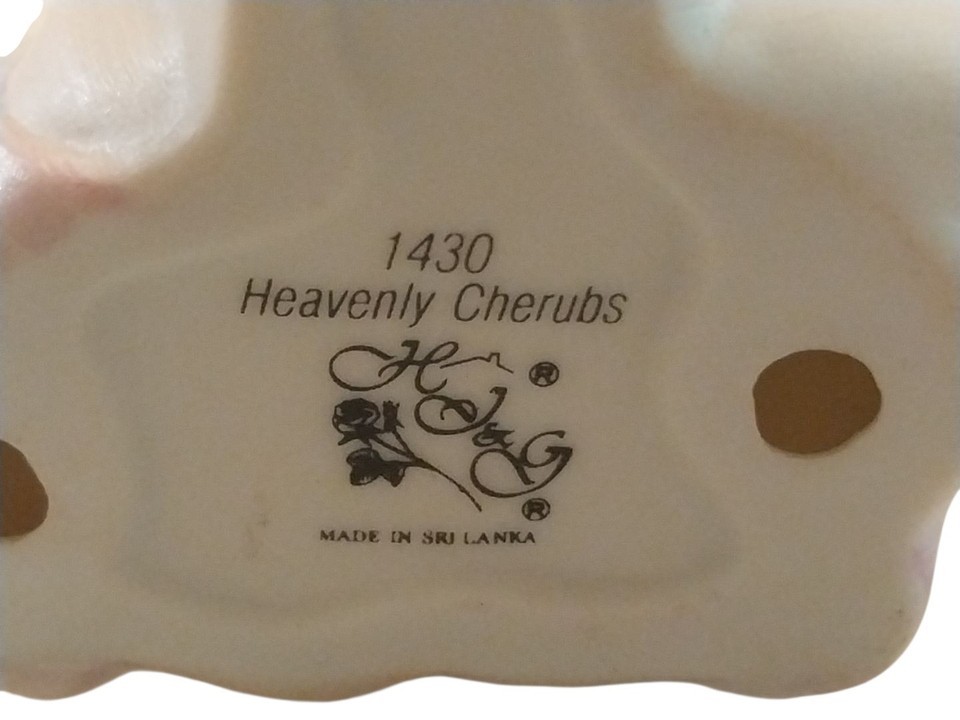 1430
Heavenly Cherubs
H ®
I
&
G
®
MADE IN SRI LANKA